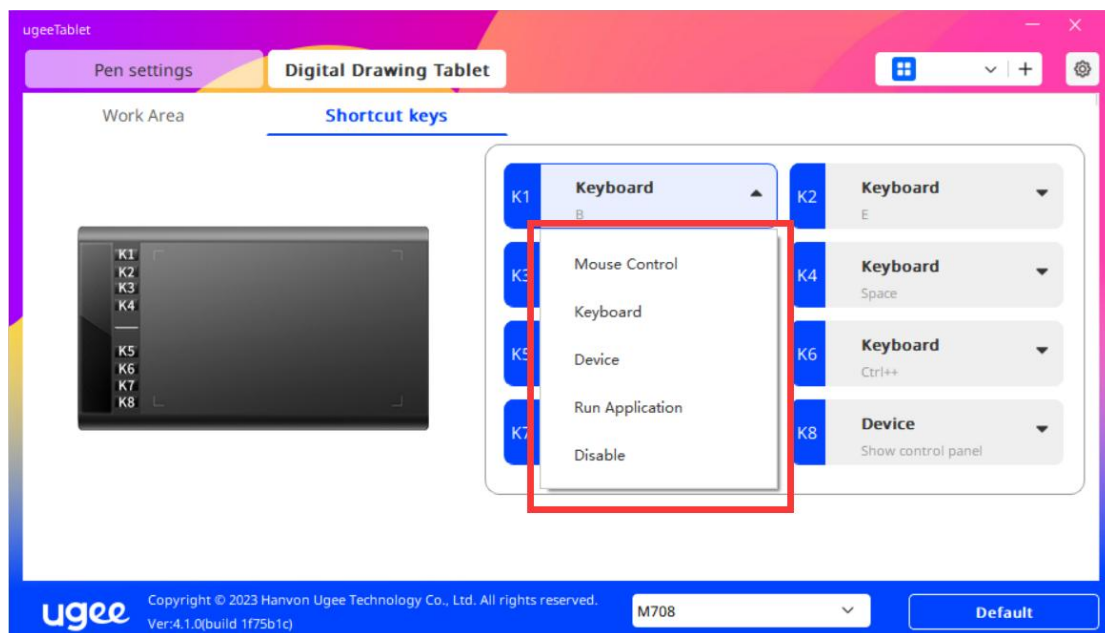 ugeeTablet
Pen settings
Digital Drawing Tablet
Work Area
Shortcut keys
K1
K2
K3
K4
K5
K6
K7
K8
K1
Keyboard
B
K2
Keyboard
E
Mouse Control
Keyboard
Device
Run Application
Disable
K3
K4
Keyboard
Space
K5
K6
Keyboard
Ctrl++
K7
K8
Device
Show control panel
ugee
Copyright © 2023 Hanvon Ugee Technology Co., Ltd. All rights reserved.
Ver:4.1.0(build 1f75b1c)
M708
Default